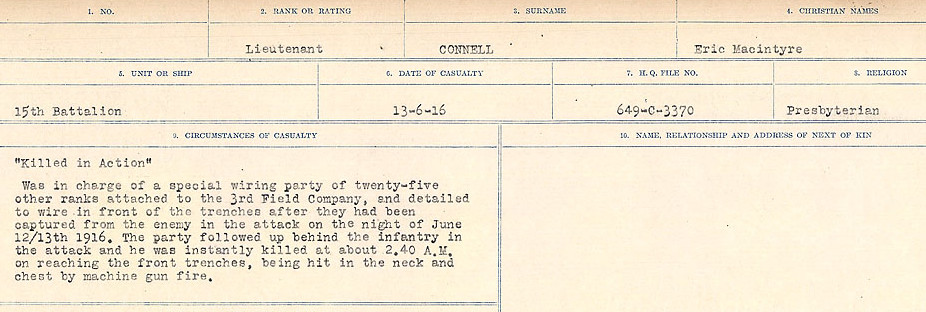 1. NO. 2. RANK OR RATING 3. SURNAME 4. CHRISTIAN NAMES
Lieutenant CONNELL Eric Macintyre
5. UNIT OR SHIP 6. DATE OF CASUALTY 7. H. Q. FILE NO. 8. RELIGION
15th Battalion 13-6-16 649-C-3370 Presbyterian
9. CIRCUMSTANCES OF CASUALTY 10. NAME, RELATIONSHIP AND ADDRESS OF NEXT OF KIN
"Killed in Action"
Was in charge of a special wiring party of twenty-five
other ranks attached to the 3rd Field Company, and detailed
to wire in front of the trenches after they had been
captured from the enemy in the attack on the night of June
12/13th 1916. The party followed up behind the infantry in
the attack and he was instantly killed at about 2.40 A.M.
on reaching the front trenches, being hit in the neck and
chest by machine gun fire.